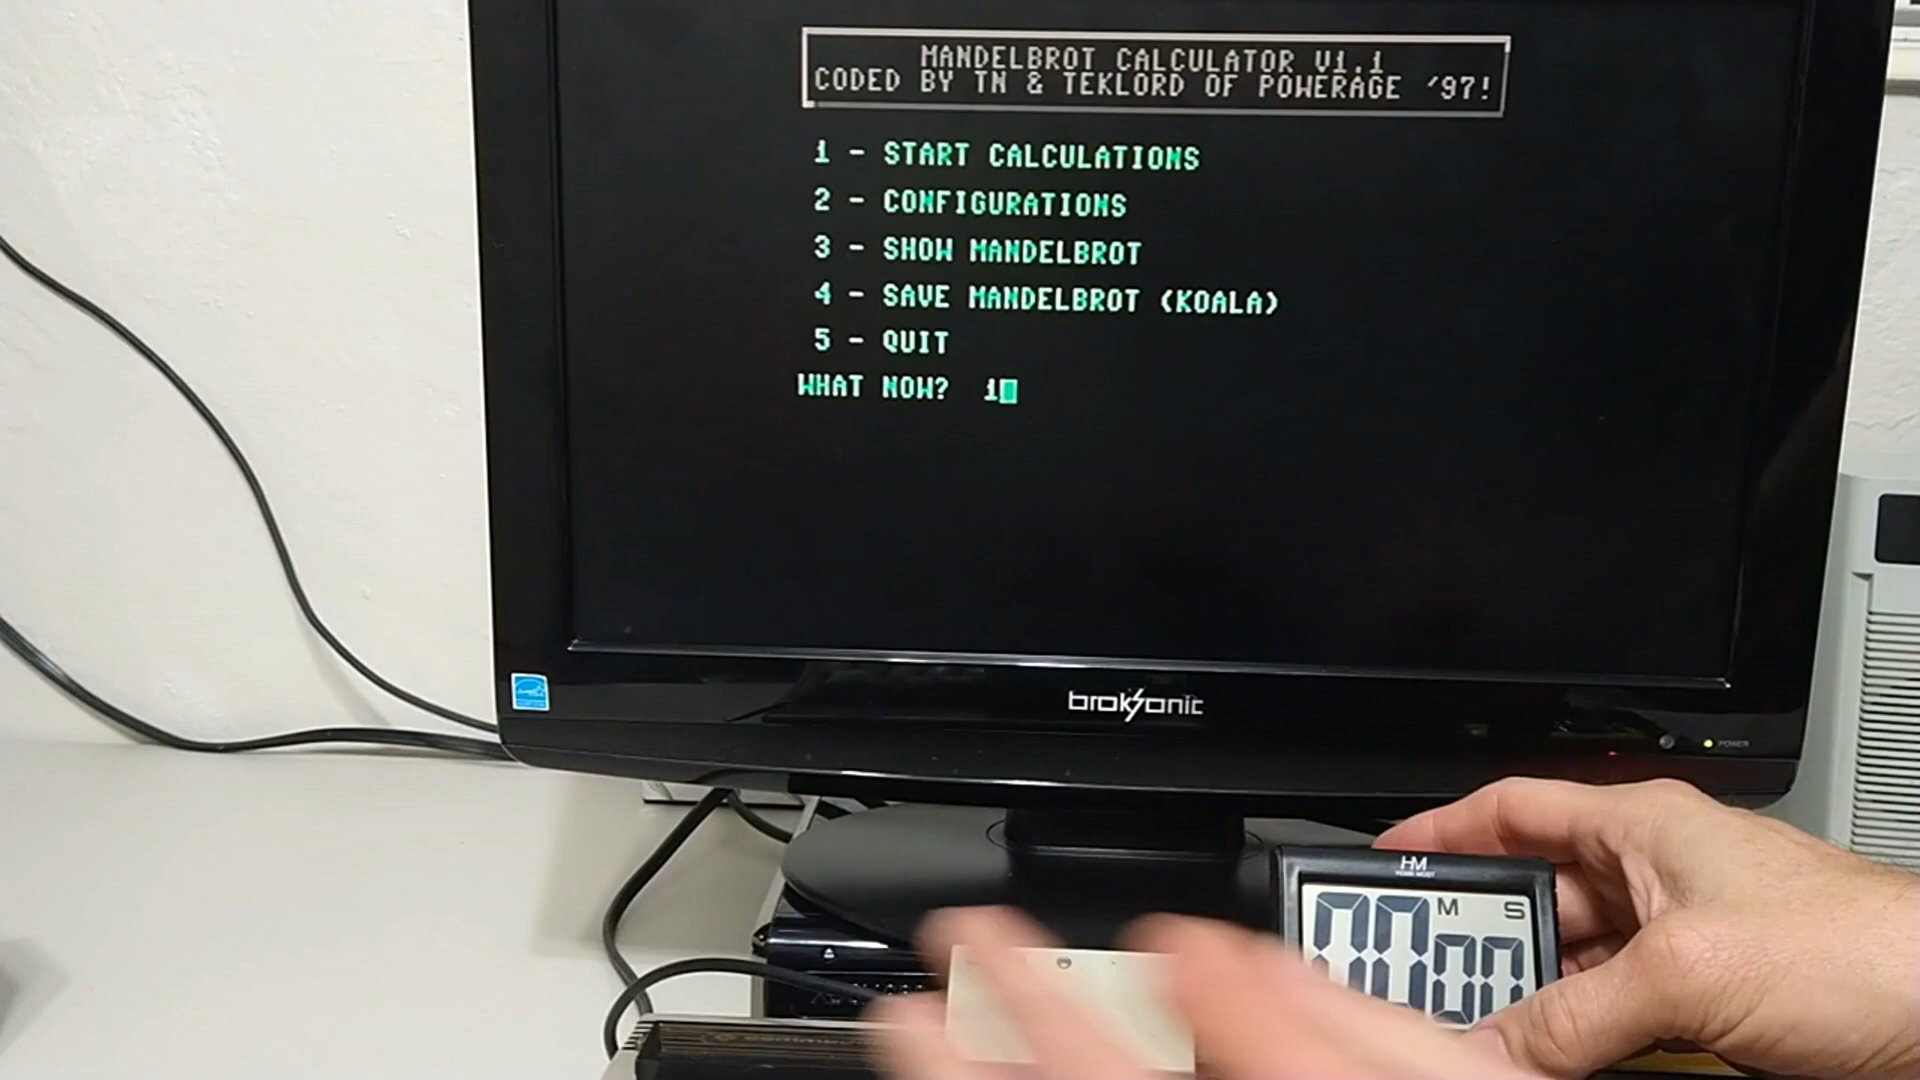 MANDELBROT CALCULATOR V1.1
CODED BY TN & TEKLORD OF POWERAGE '97!
1 - START CALCULATIONS
2 - CONFIGURATIONS
3 - SHOW MANDELBROT
4 - SAVE MANDELBROT (KOALA)
5 - QUIT
WHAT NOW? 1
broksonic
POWER
HM
M S
00 00